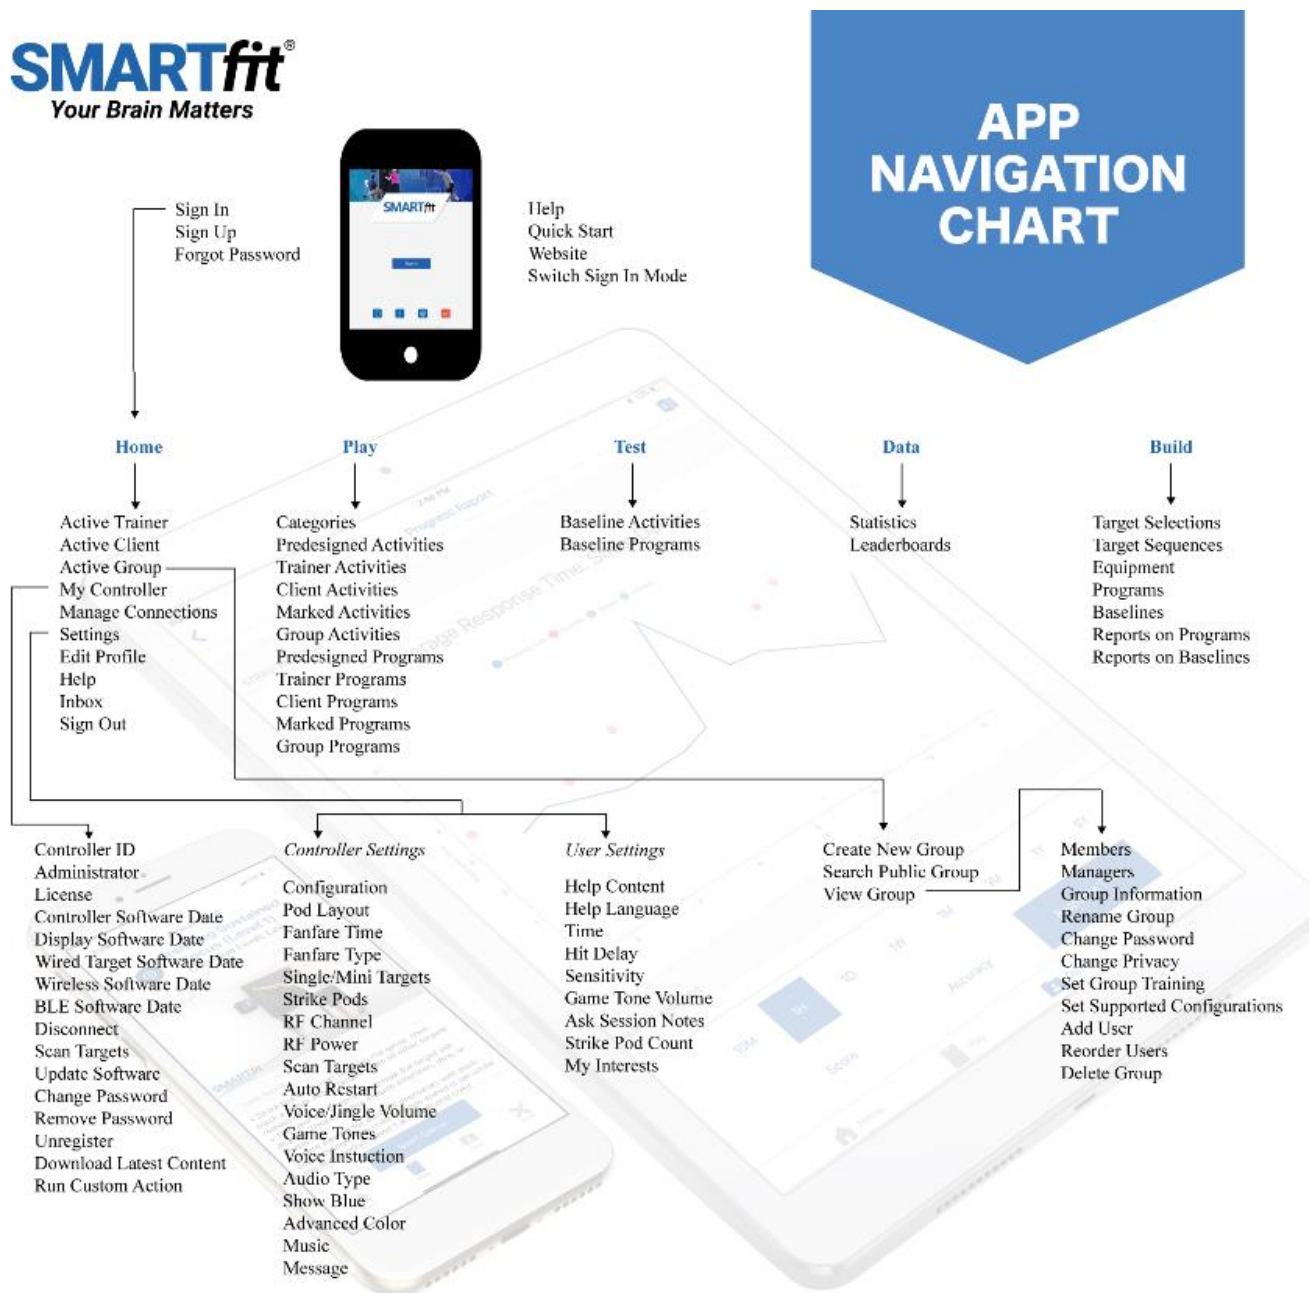 SMARTfit®
Your Brain Matters
APP
NAVIGATION
CHART
Sign In
Sign Up
Forgot Password
SMARTfit
Help
Quick Start
Website
Switch Sign In Mode
Home
Active Trainer
Active Client
Active Group
My Controller
Manage Connections
Settings
Edit Profile
Help
Inbox
Sign Out
Play
Categories
Predesigned Activities
Trainer Activities
Client Activities
Marked Activities
Group Activities
Predesigned Programs
Trainer Programs
Client Programs
Marked Programs
Group Programs
Test
Baseline Activities
Baseline Programs
Data
Statistics
Leaderboards
Build
Target Selections
Target Sequences
Equipment
Programs
Baselines
Reports on Programs
Reports on Baselines
Controller ID
Administrator
License
Controller Software Date
Display Software Date
Wired Target Software Date
Wireless Software Date
BLE Software Date
Disconnect
Scan Targets
Update Software
Change Password
Remove Password
Unregister
Download Latest Content
Run Custom Action
Controller Settings
Configuration
Pod Layout
Fanfare Time
Fanfare Type
Single/Mini Targets
Strike Pods
RF Channel
RF Power
Scan Targets
Auto Restart
Voice/Jingle Volume
Game Tones
Voice Instuction
Audio Type
Show Blue
Advanced Color
Music
Message
User Settings
Help Content
Help Language
Time
Hit Delay
Sensitivity
Game Tone Volume
Ask Session Notes
Strike Pod Count
My Interests
Create New Group
Search Public Group
View Group
Members
Managers
Group Information
Rename Group
Change Password
Change Privacy
Set Group Training
Set Supported Configurations
Add User
Reorder Users
Delete Group
Progress Report
Average Response Time
Score
Accuracy